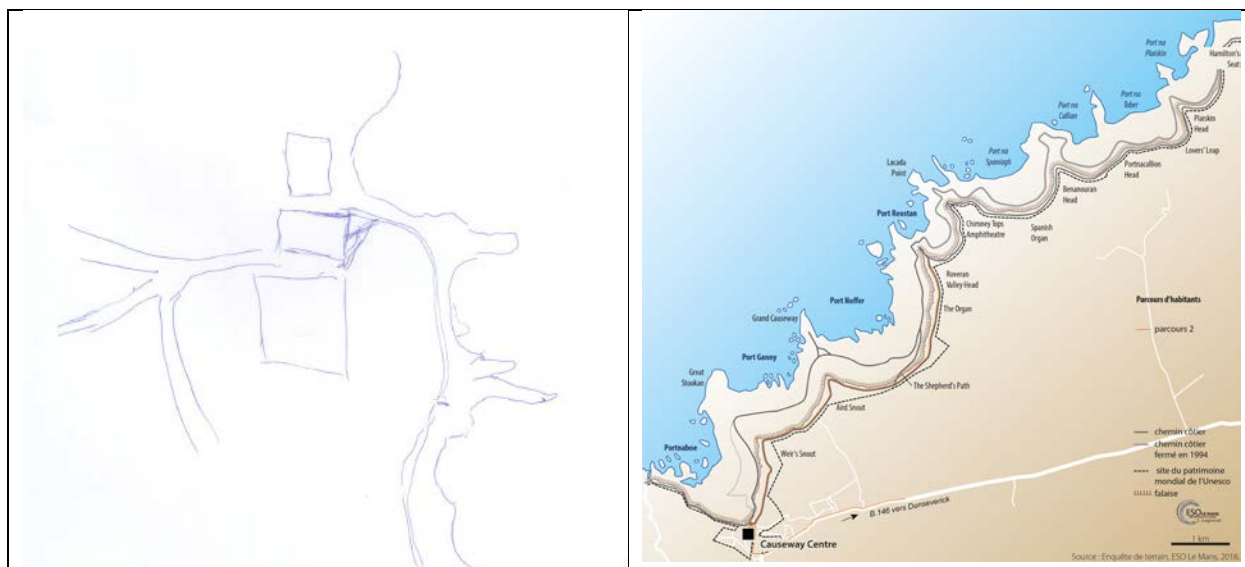 Port na
Plaiskin
Hamilton's
Seat
Port na
Tober
Port na
Callian
Plaiskin
Head
Port na
Spaniagh
Lovers' Leap
Lacada
Point
Portnacallion
Head
Benanouran
Head
Port Reostan
Chimney Tops
Amphitheatre
Spanish
Organ
Roveran
Valley Head
Port Noffer
The Organ
Parcours d'habitants
Grand Causeway
parcours 2
Port Ganny
Great
Stookan
The Shepherd's Path
Aird Snout
chemin côtier
chemin côtier
fermé en 1994
Portnaboe
Weir's Snout
site du patrimoine
mondial de l'Unesco
falaise
B.146 vers Dunseverick
ESO LE MANS
Causeway Centre
1 km
Source : Enquête de terrain, ESO Le Mans, 2016.